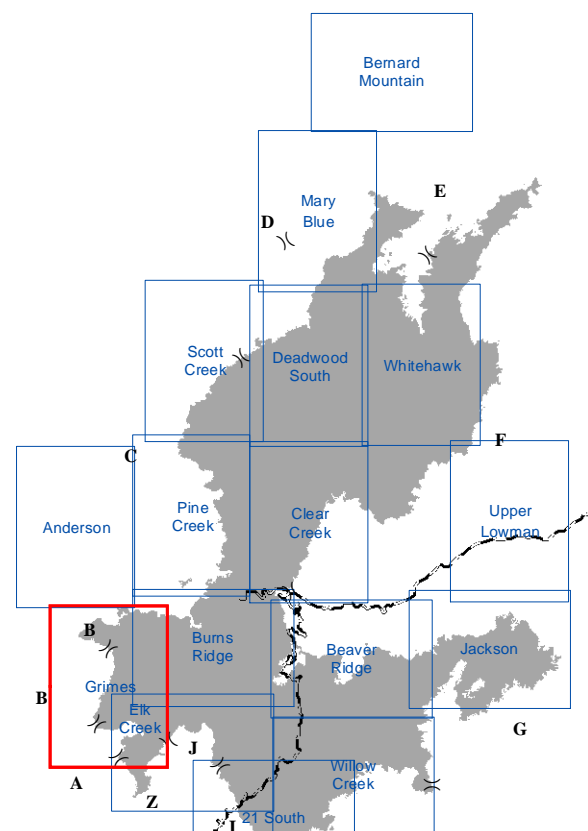 Bernard
Mountain
E
Mary
Blue
D
Scott
Creek
Deadwood
South
Whitehawk
F
C
Pine
Creek
Clear
Creek
Upper
Lowman
Anderson
B
Burns
Ridge
Beaver
Ridge
Jackson
B
Grimes
Elk
Creek
G
J
A
Willow
Creek
Z
21 South